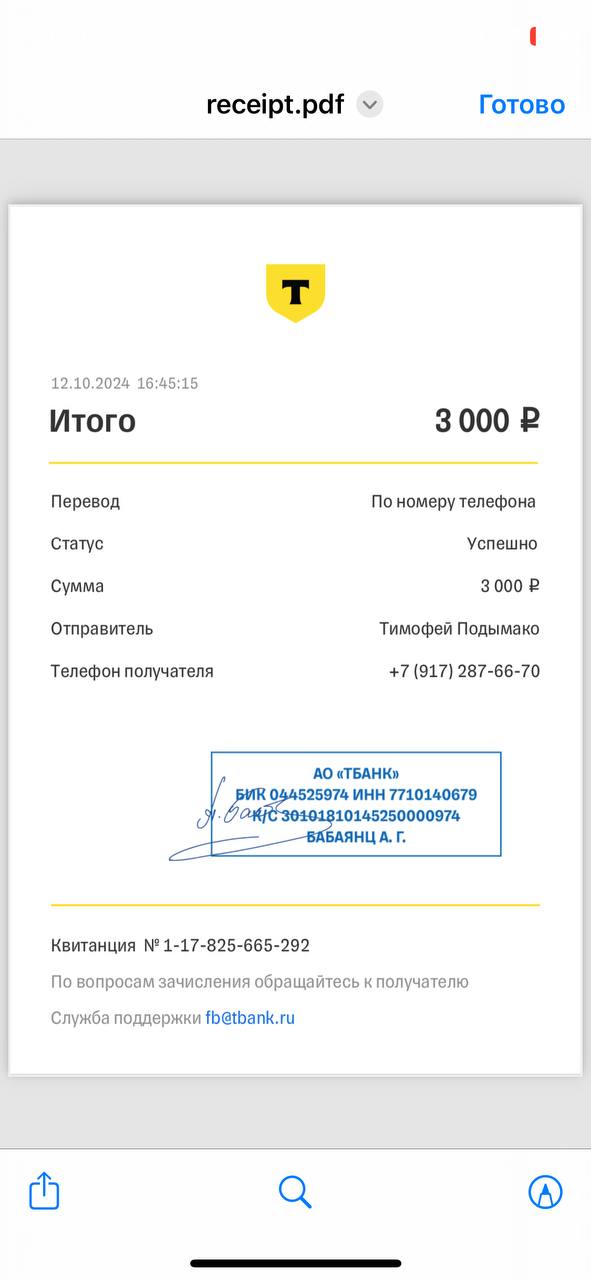 receipt.pdf
Готово
T
12.10.2024 16:45:15
Итого 3 000 ₽
Перевод По номеру телефона
Статус Успешно
Сумма 3 000 ₽
Отправитель Тимофей Подымако
Телефон получателя +7 (917) 287-66-70
АО «ТБАНК»
БИК 044525974 ИНН 7710140679
К/С 30101810145250000974
БАБАЯНЦ А. Г.
Квитанция № 1-17-825-665-292
По вопросам зачисления обращайтесь к получателю
Служба поддержки fb@tbank.ru